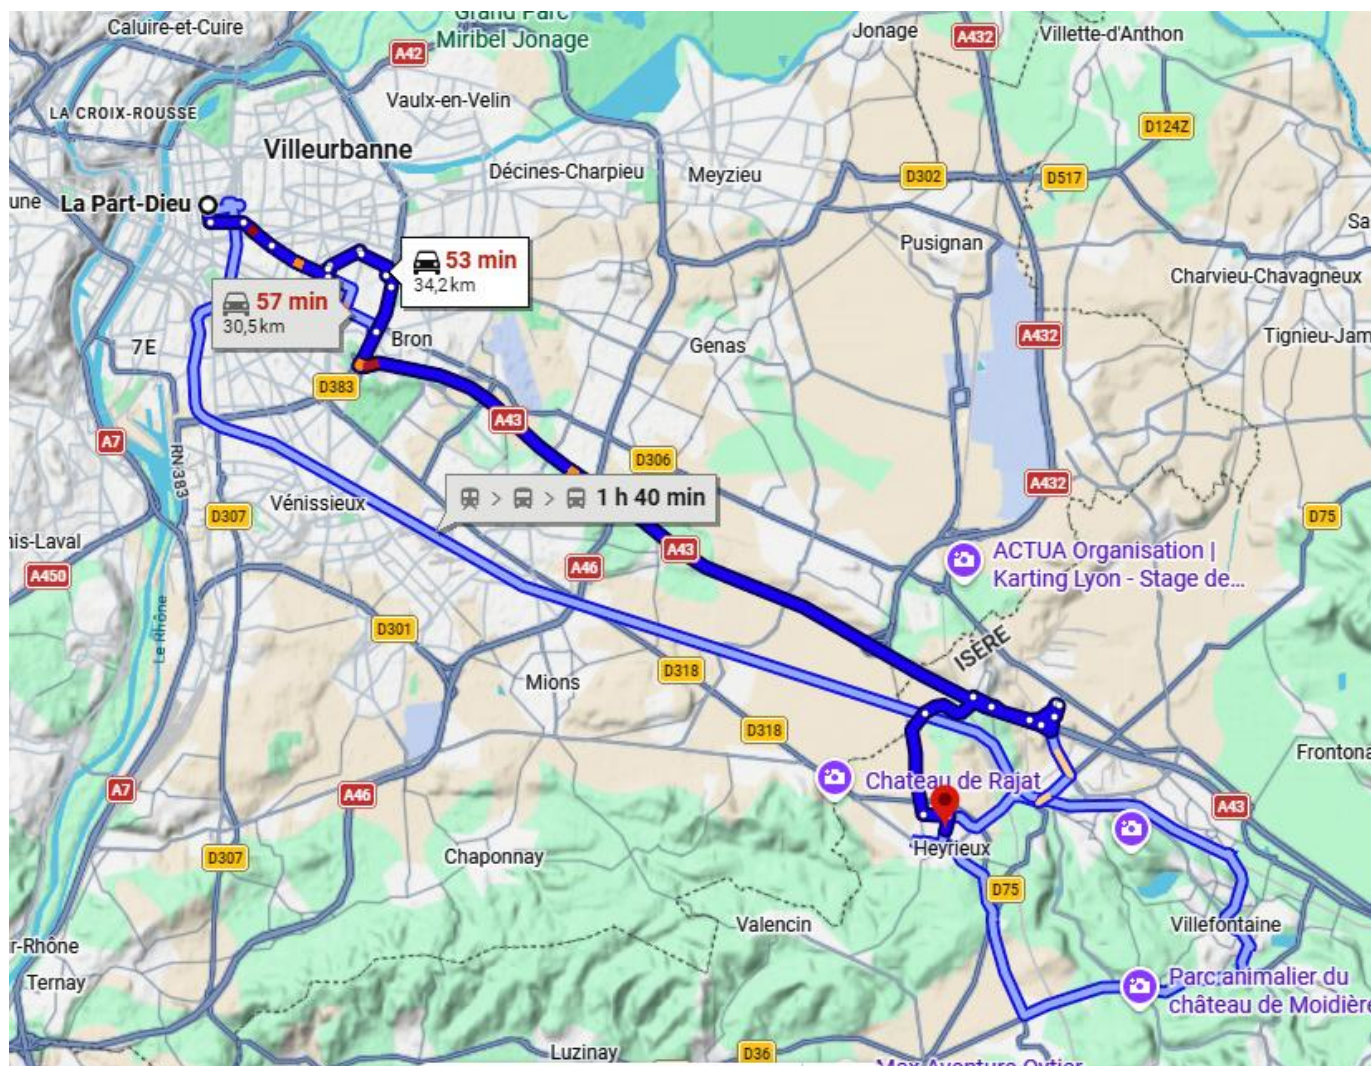 Caluire-et-Cuire
Grand Parc
Miribel Jonage
Jonage
A432
Villette-d'Anthon
A42
LA CROIX-ROUSSE
Vaulx-en-Velin
D124Z
Villeurbanne
Décines-Charpieu
Meyzieu
D302
D517
La Part-Dieu
Pusignan
53 min
34,2 km
Charvieu-Chavagneux
57 min
30,5 km
7E
Bron
Genas
A432
Tignieu-Jam
D383
A43
A7
RN 383
D306
A432
Vénissieux
1 h 40 min
D307
D75
A43
ACTUA Organisation |
Karting Lyon - Stage de...
A46
A450
Le Rhône
D301
ISÈRE
D318
Mions
D318
Chateau de Rajat
A7
A46
A43
D307
Chaponnay
Heyrieux
D75
Valencin
Villefontaine
Ternay
Parc animalier du
château de Moidière
Luzinay
D36